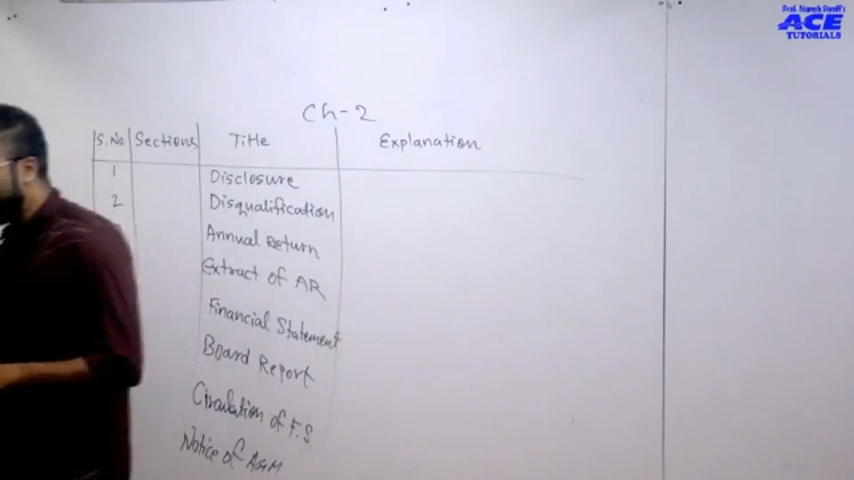 Prof. Naresh Shroff's
ACE
TUTORIALS
Ch-2
S.No Sections Title Explanation
1 Disclosure
2 Disqualification
Annual Return
Extract of AR
Financial Statement
Board Report
Circulation of F.S
Notice of AGM